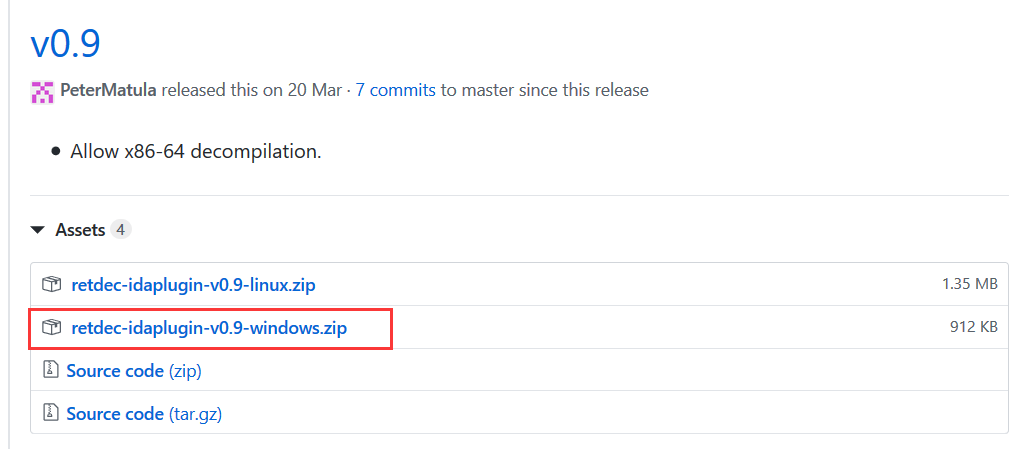 v0.9
PeterMatula released this on 20 Mar · 7 commits to master since this release
• Allow x86-64 decompilation.
Assets 4
retdec-idaplugin-v0.9-linux.zip 1.35 MB
retdec-idaplugin-v0.9-windows.zip 912 KB
Source code (zip)
Source code (tar.gz)